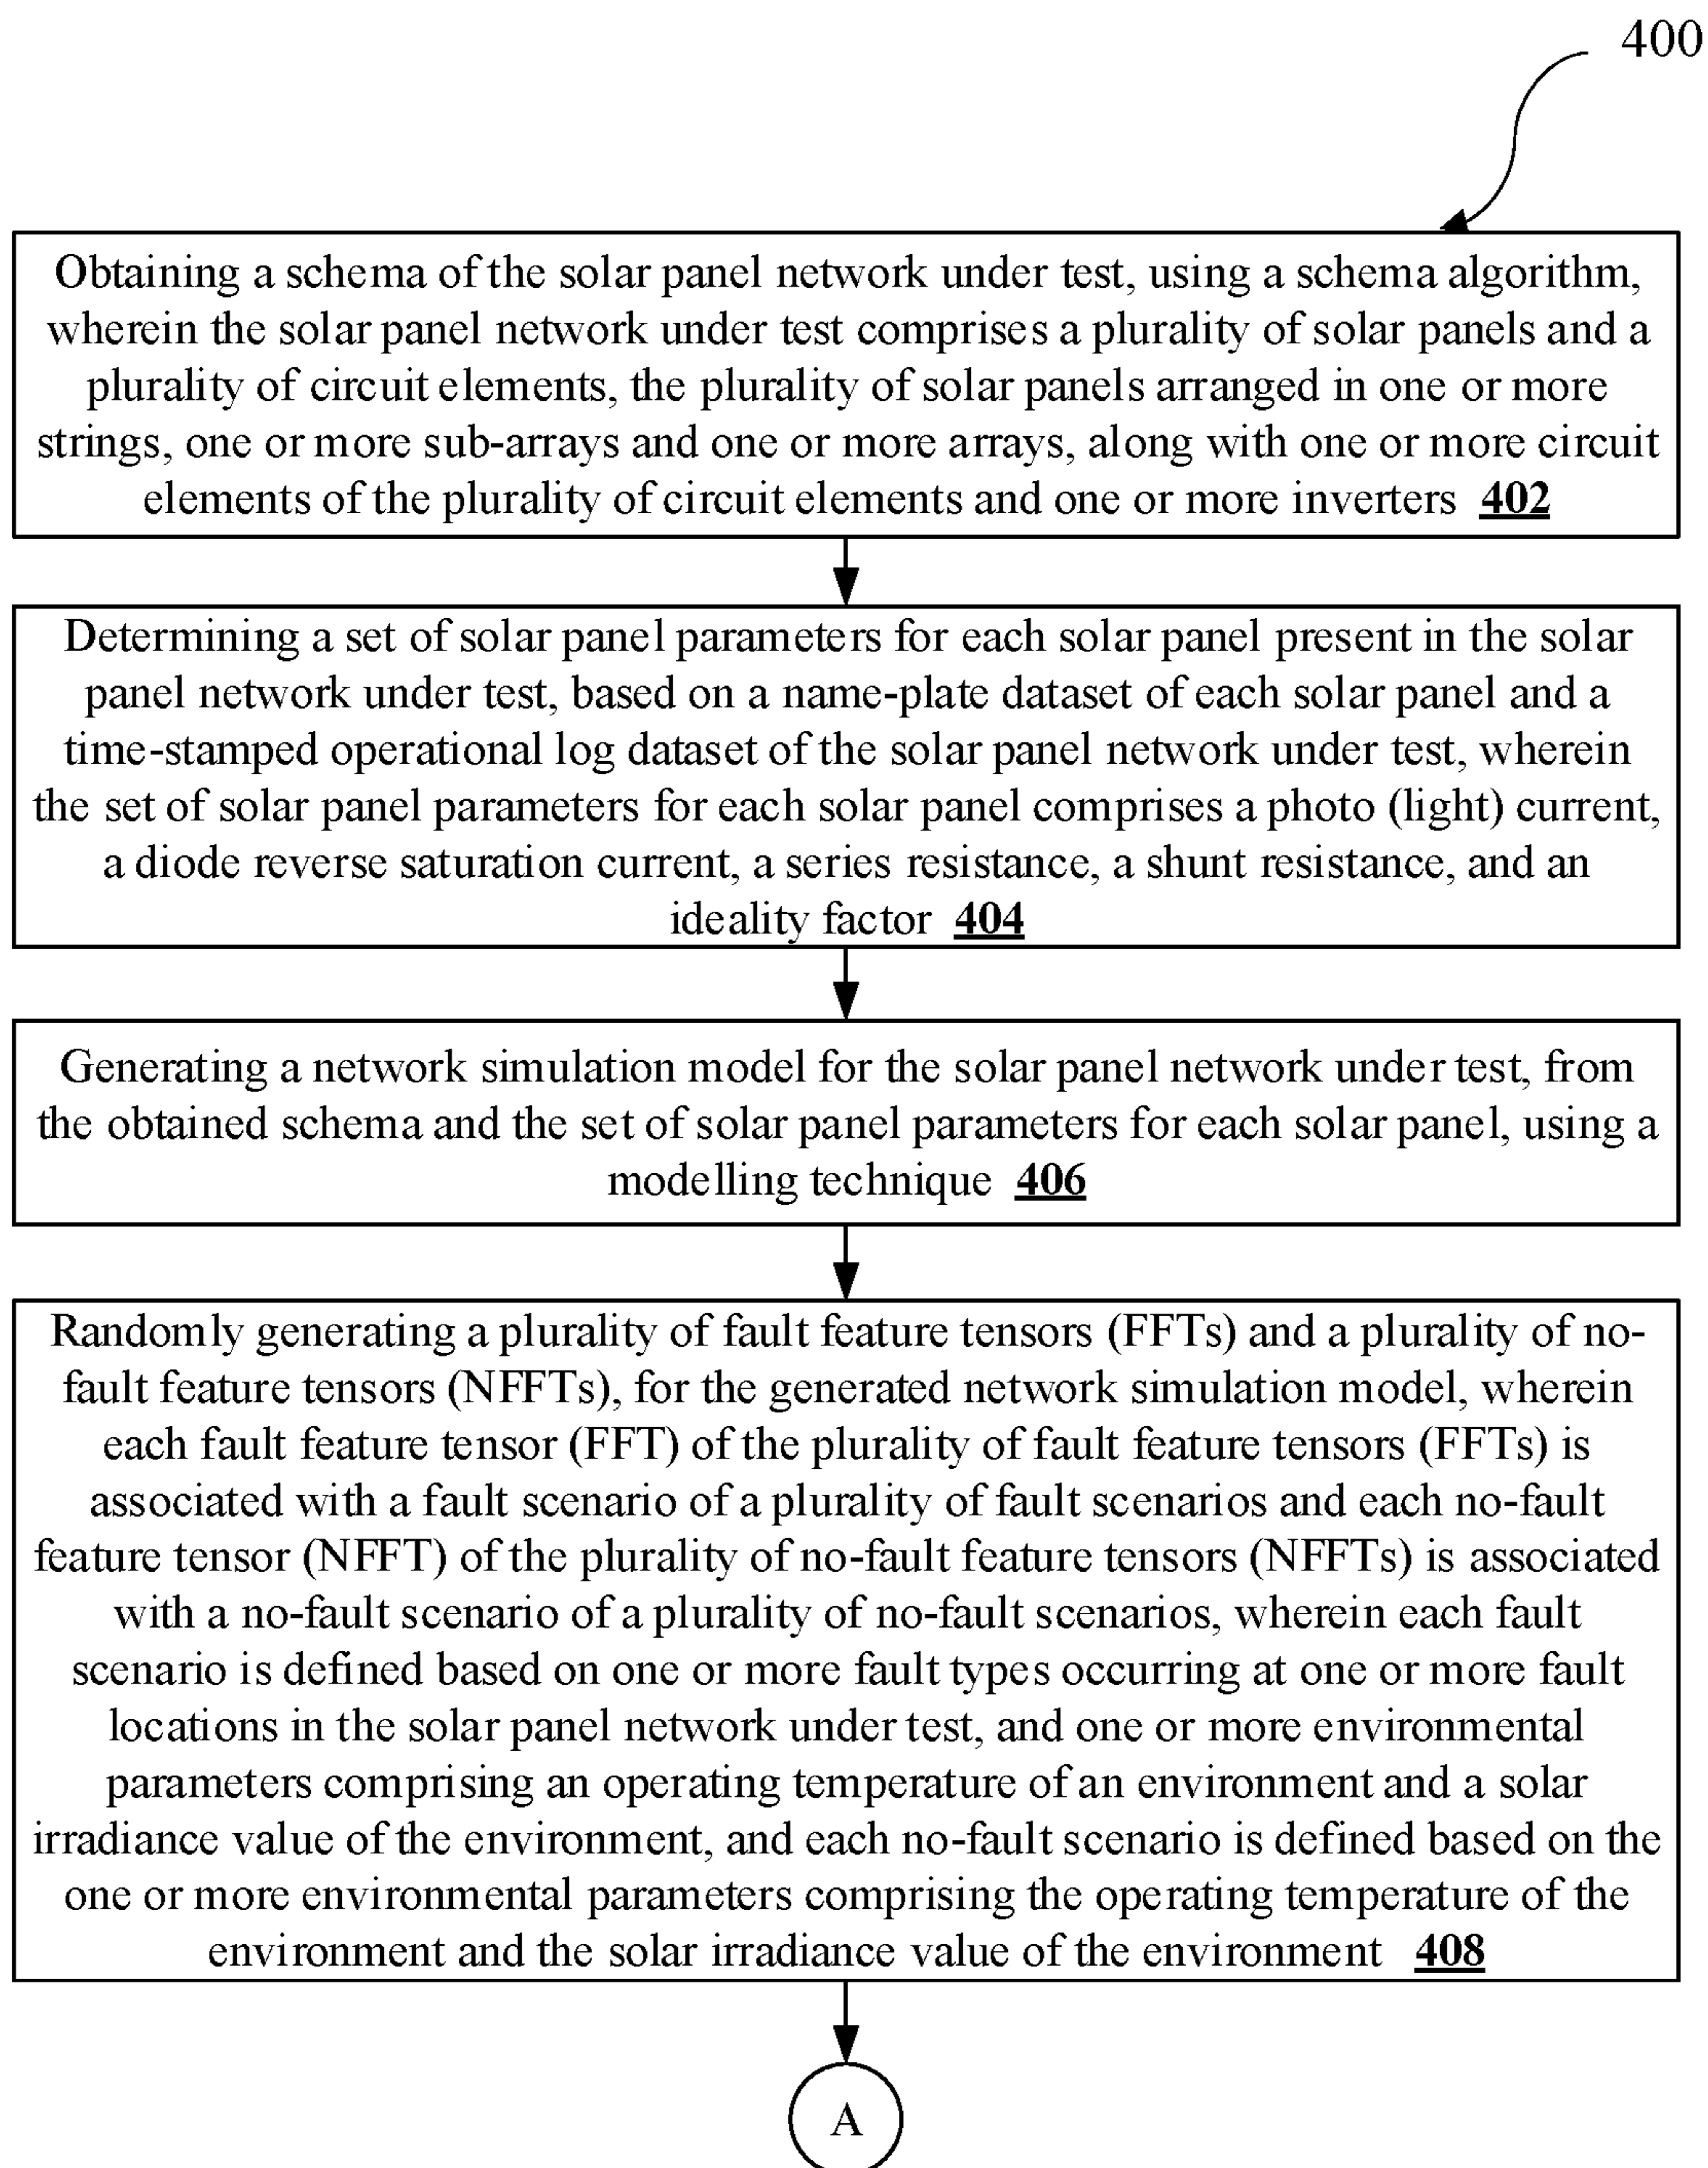 400
Obtaining a schema of the solar panel network under test, using a schema algorithm,
wherein the solar panel network under test comprises a plurality of solar panels and a
plurality of circuit elements, the plurality of solar panels arranged in one or more
strings, one or more sub-arrays and one or more arrays, along with one or more circuit
elements of the plurality of circuit elements and one or more inverters 402
Determining a set of solar panel parameters for each solar panel present in the solar
panel network under test, based on a name-plate dataset of each solar panel and a
time-stamped operational log dataset of the solar panel network under test, wherein
the set of solar panel parameters for each solar panel comprises a photo (light) current,
a diode reverse saturation current, a series resistance, a shunt resistance, and an
ideality factor 404
Generating a network simulation model for the solar panel network under test, from
the obtained schema and the set of solar panel parameters for each solar panel, using a
modelling technique 406
Randomly generating a plurality of fault feature tensors (FFTs) and a plurality of no-
fault feature tensors (NFFTs), for the generated network simulation model, wherein
each fault feature tensor (FFT) of the plurality of fault feature tensors (FFTs) is
associated with a fault scenario of a plurality of fault scenarios and each no-fault
feature tensor (NFFT) of the plurality of no-fault feature tensors (NFFTs) is associated
with a no-fault scenario of a plurality of no-fault scenarios, wherein each fault
scenario is defined based on one or more fault types occurring at one or more fault
locations in the solar panel network under test, and one or more environmental
parameters comprising an operating temperature of an environment and a solar
irradiance value of the environment, and each no-fault scenario is defined based on the
one or more environmental parameters comprising the operating temperature of the
environment and the solar irradiance value of the environment 408
A